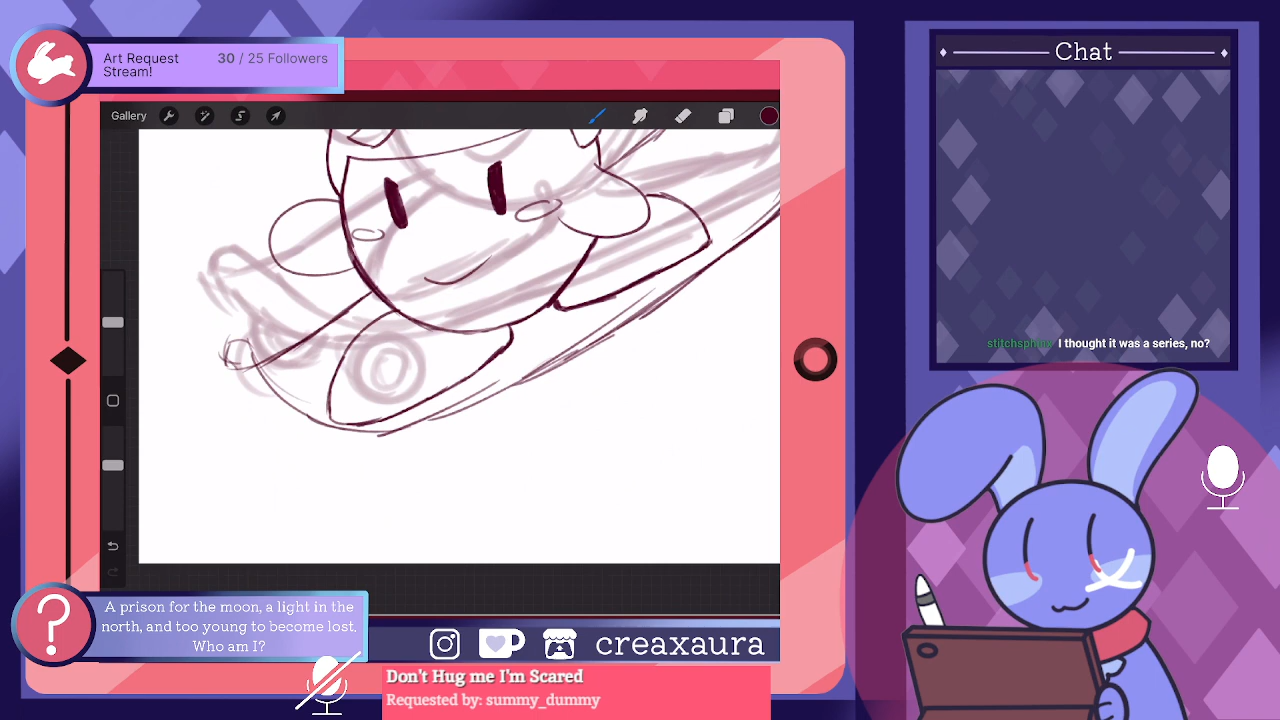 Art Request
Stream!
30 / 25 Followers
Gallery
Chat
stitchsph I thought it was a series, no?
A prison for the moon, a light in the
north, and too young to become lost.
Who am I?
creaxaura
Don't Hug me I'm Scared
Requested by: summy_dummy